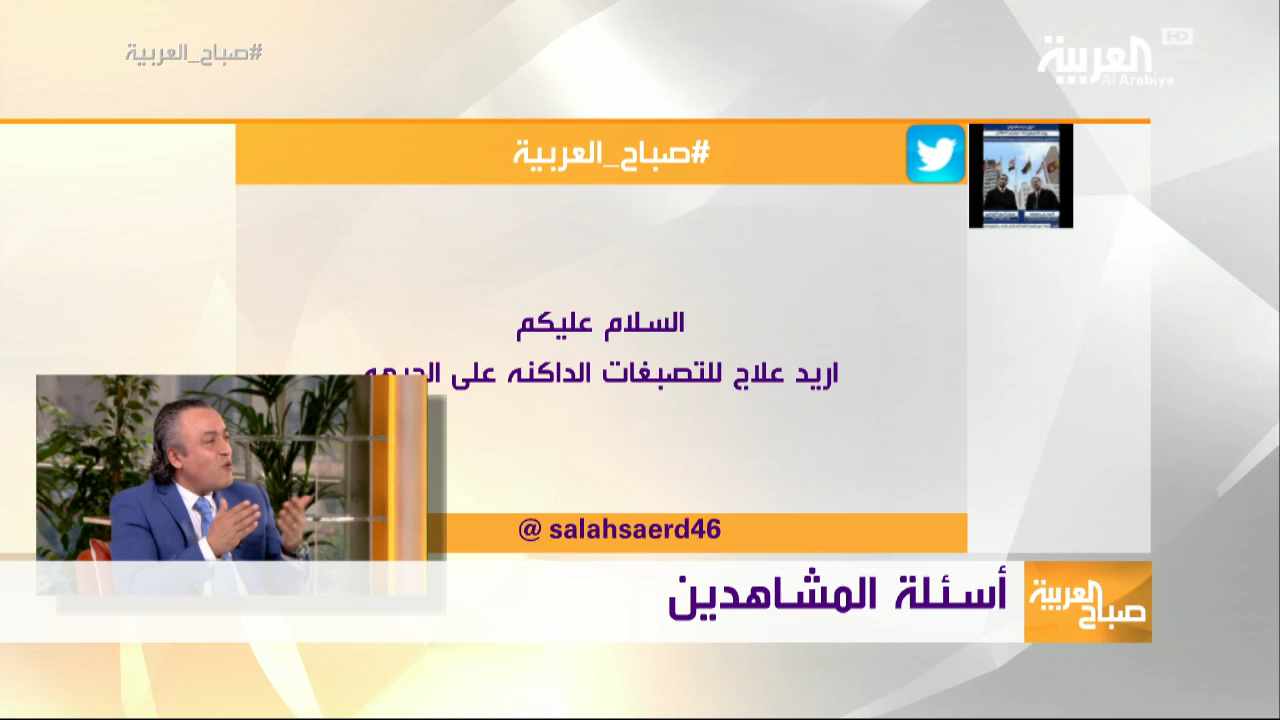 #صباح_العربية
العربية
HD
Al Arabiya
#صباح_العربية
السلام عليكم
اريد علاج للتصبغات الداكنه على
@ salahsaerd46
أسئلة المشاهدين
صباح العربية